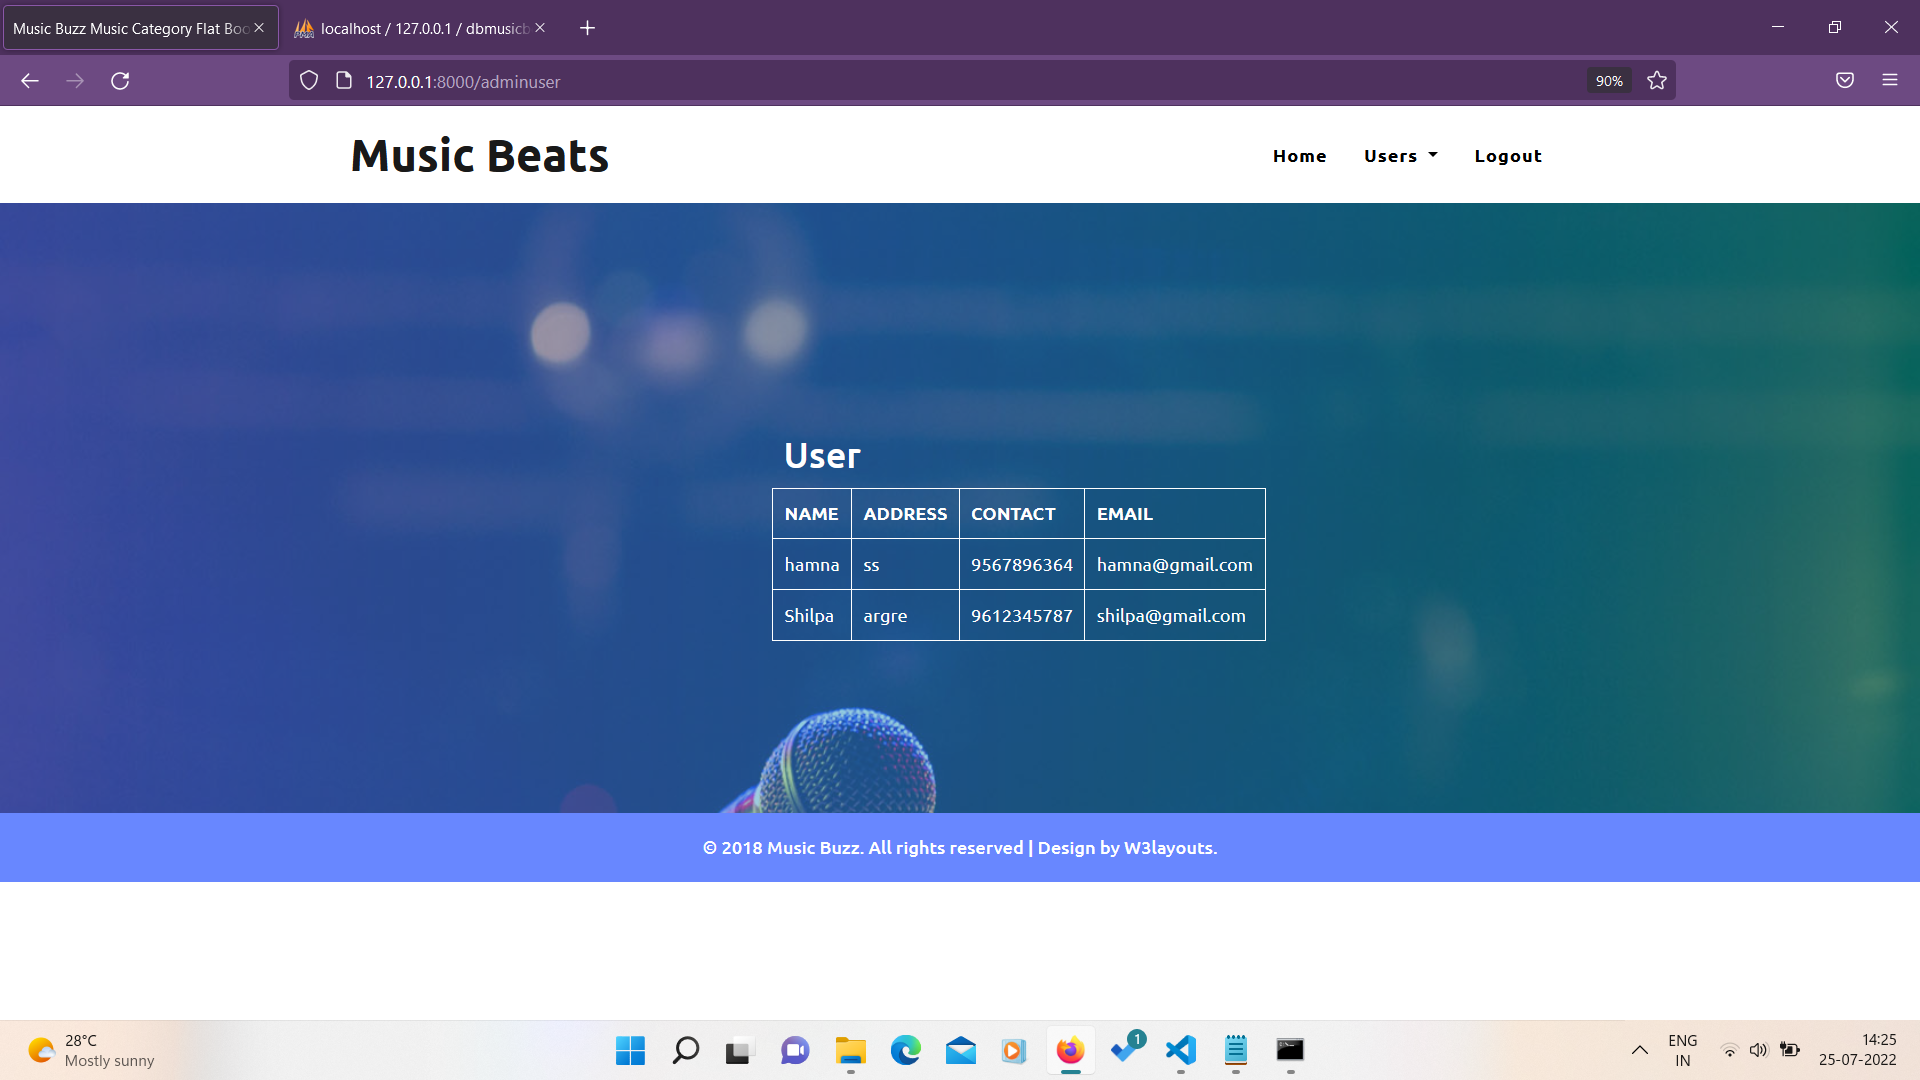 Music Buzz Music Category Flat Boo
localhost / 127.0.0.1 / dbmusicb
127.0.0.1:8000/adminuser
90%
Music Beats
Home
Users
Logout
User
NAME ADDRESS CONTACT EMAIL
hamna ss 9567896364 hamna@gmail.com
Shilpa argre 9612345787 shilpa@gmail.com
© 2018 Music Buzz. All rights reserved | Design by W3layouts.
28°C
Mostly sunny
1
ENG
IN
14:25
25-07-2022